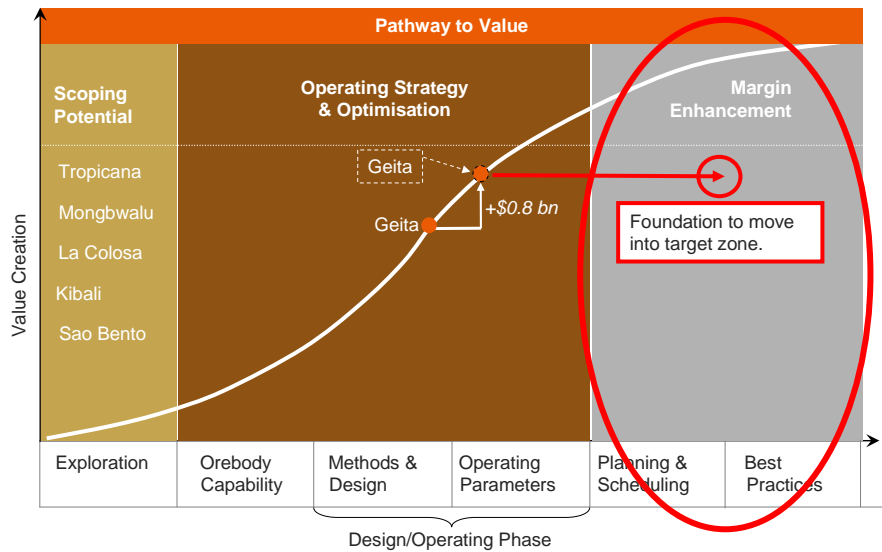 Pathway to Value
Scoping
Potential
Operating Strategy
& Optimisation
Margin
Enhancement
Tropicana
Mongbwalu
La Colosa
Kibali
Sao Bento
Geita
Geita
+$0.8 bn
Foundation to move
into target zone.
Value Creation
Exploration
Orebody
Capability
Methods &
Design
Operating
Parameters
Planning &
Scheduling
Best
Practices
Design/Operating Phase